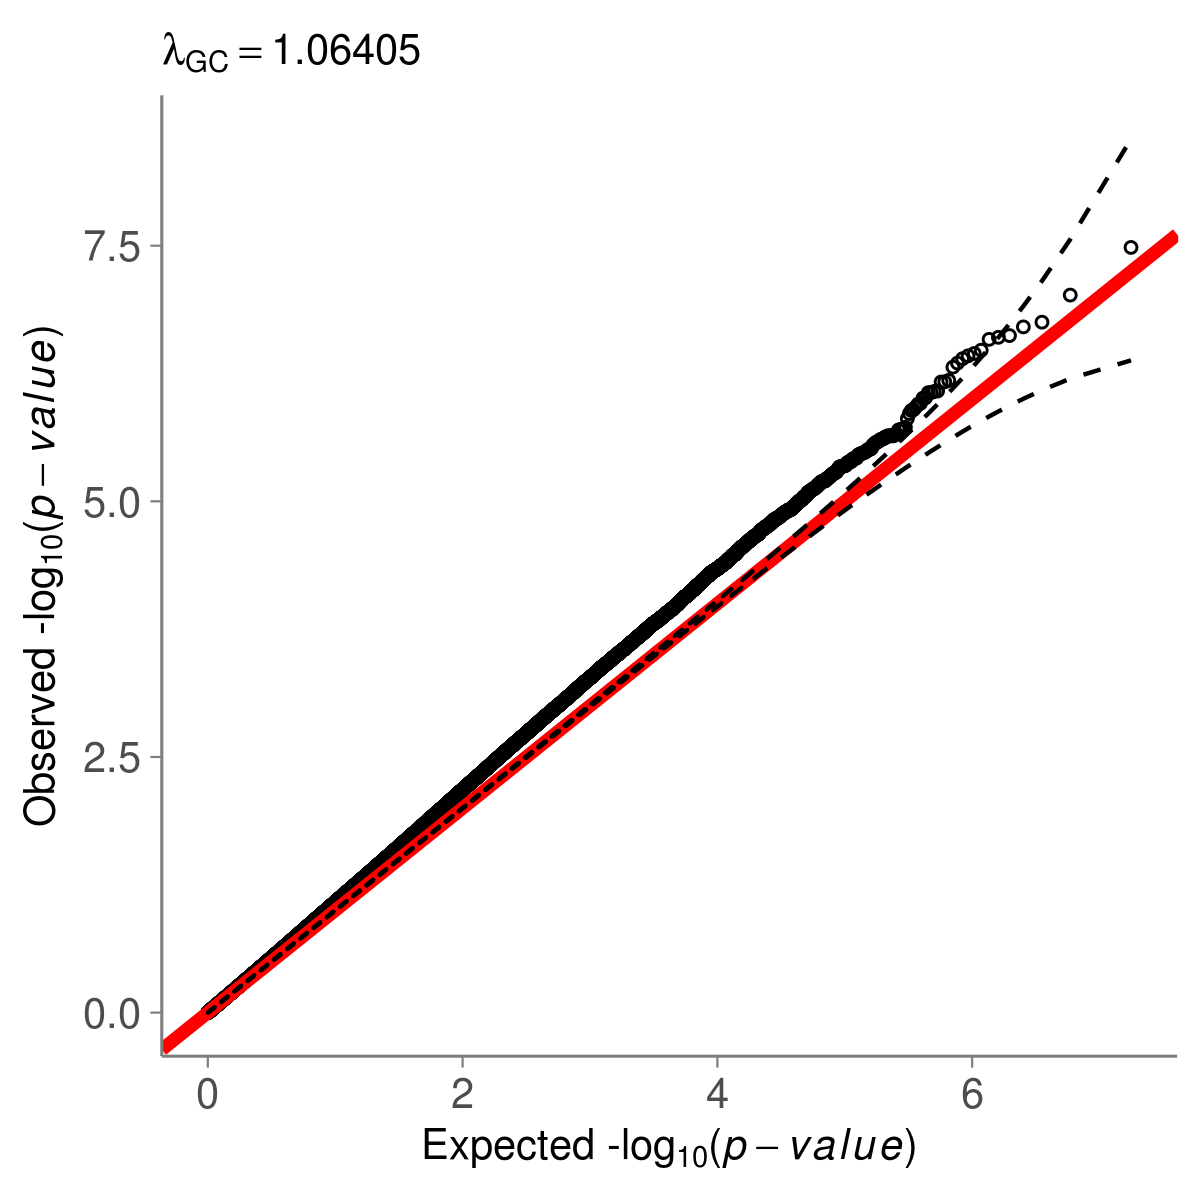 λGC = 1.06405
Observed -log10(p − value)
7.5
5.0
2.5
0.0
0 2 4 6
Expected -log10(p − value)